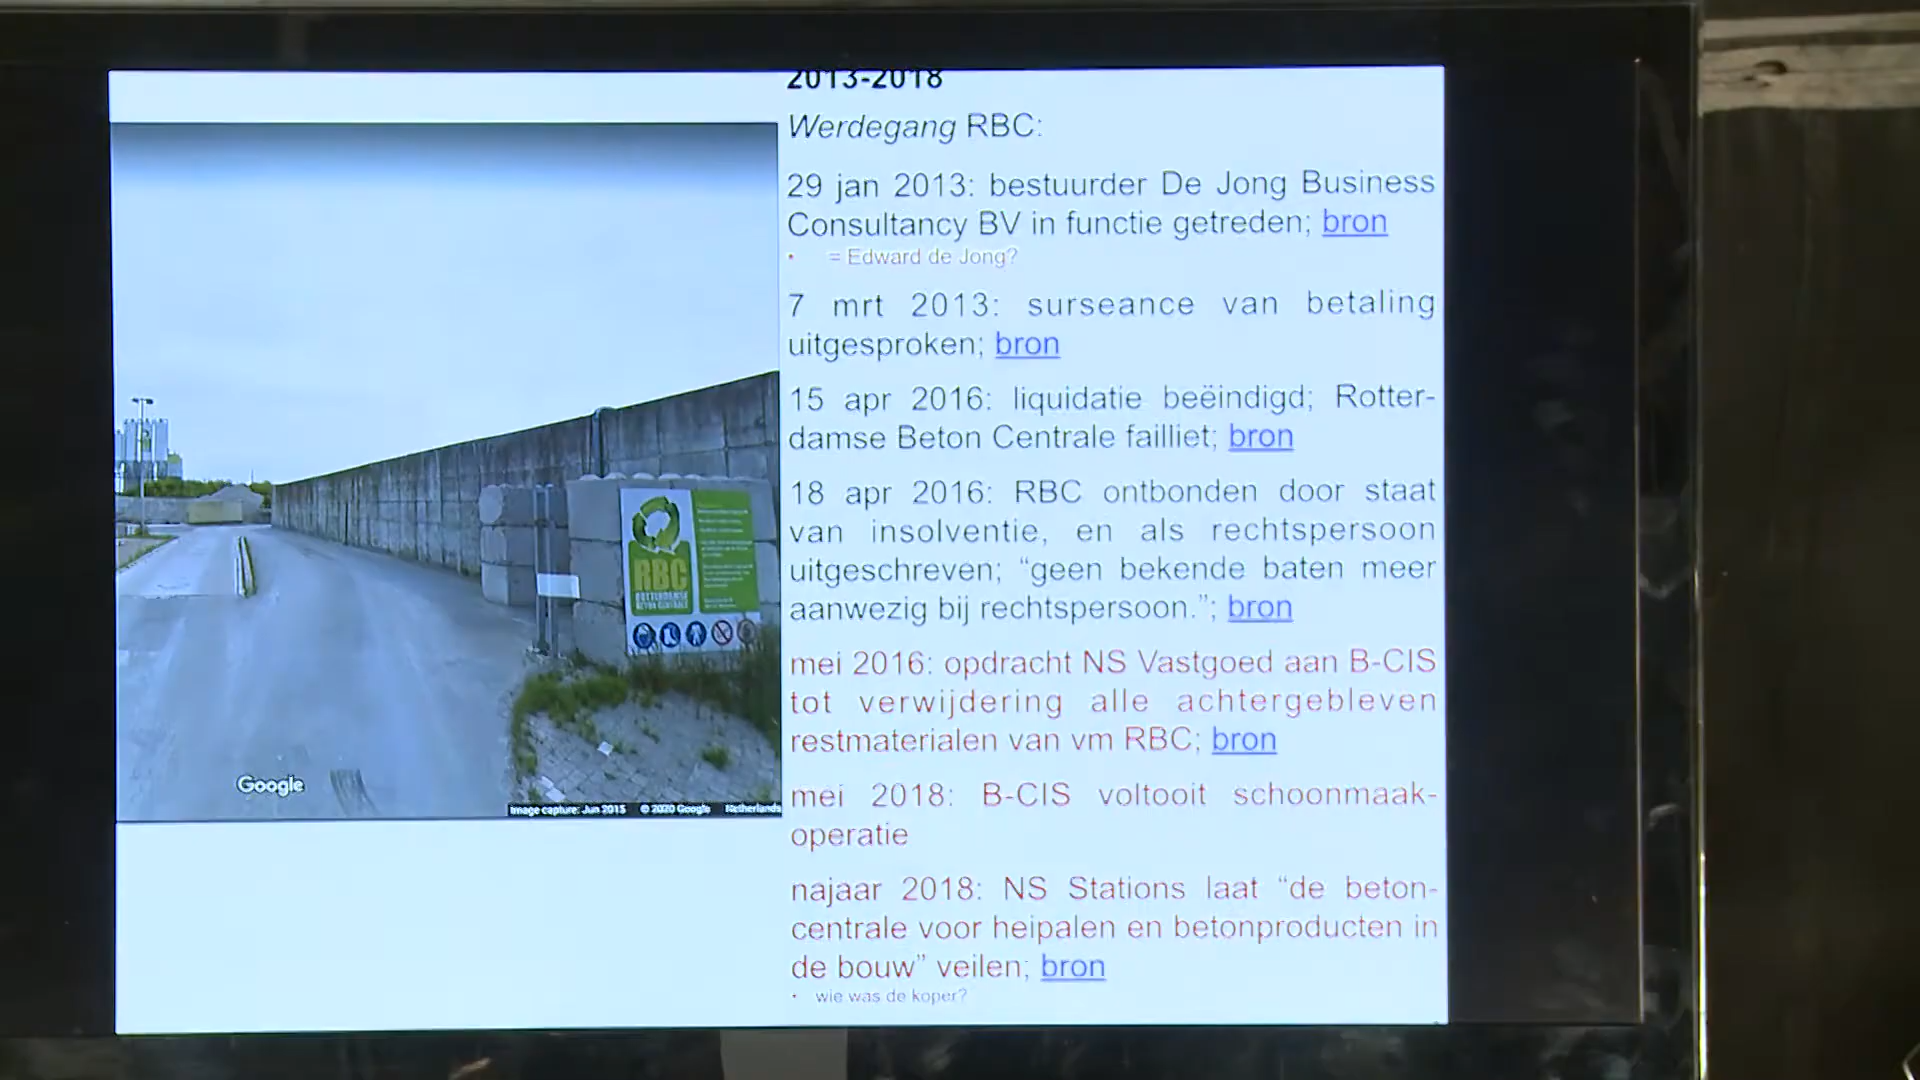 2013-2018
Werdegang RBC:
29 jan 2013: bestuurder De Jong Business
Consultancy BV in functie getreden; bron
• = Edward de Jong?
7 mrt 2013: surseance van betaling
uitgesproken; bron
15 apr 2016: liquidatie beëindigd; Rotter-
damse Beton Centrale failliet; bron
18 apr 2016: RBC ontbonden door staat
van insolventie, en als rechtspersoon
uitgeschreven; “geen bekende baten meer
aanwezig bij rechtspersoon.”; bron
mei 2016: opdracht NS Vastgoed aan B-CIS
tot verwijdering alle achtergebleven
restmaterialen van vm RBC; bron
mei 2018: B-CIS voltooit schoonmaak-
operatie
najaar 2018: NS Stations laat “de beton-
centrale voor heipalen en betonproducten in
de bouw” veilen; bron
• wie was de koper?
RBC
ROTTERDAMSE
BETON CENTRALE
Google
Image capture: Jun 2015 © 2020 Google Netherlands